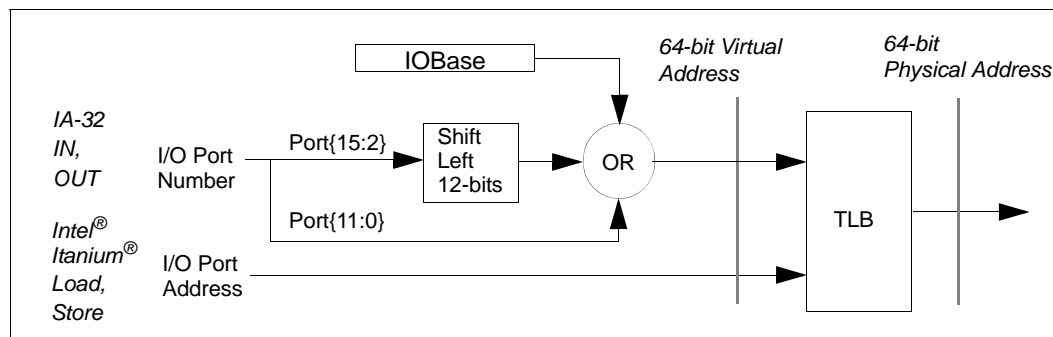 IOBase
64-bit Virtual
Address
64-bit
Physical Address
IA-32
IN,
OUT
I/O Port
Number
Port{15:2}
Shift
Left
12-bits
OR
Port{11:0}
TLB
Intel®
Itanium®
Load,
Store
I/O Port
Address